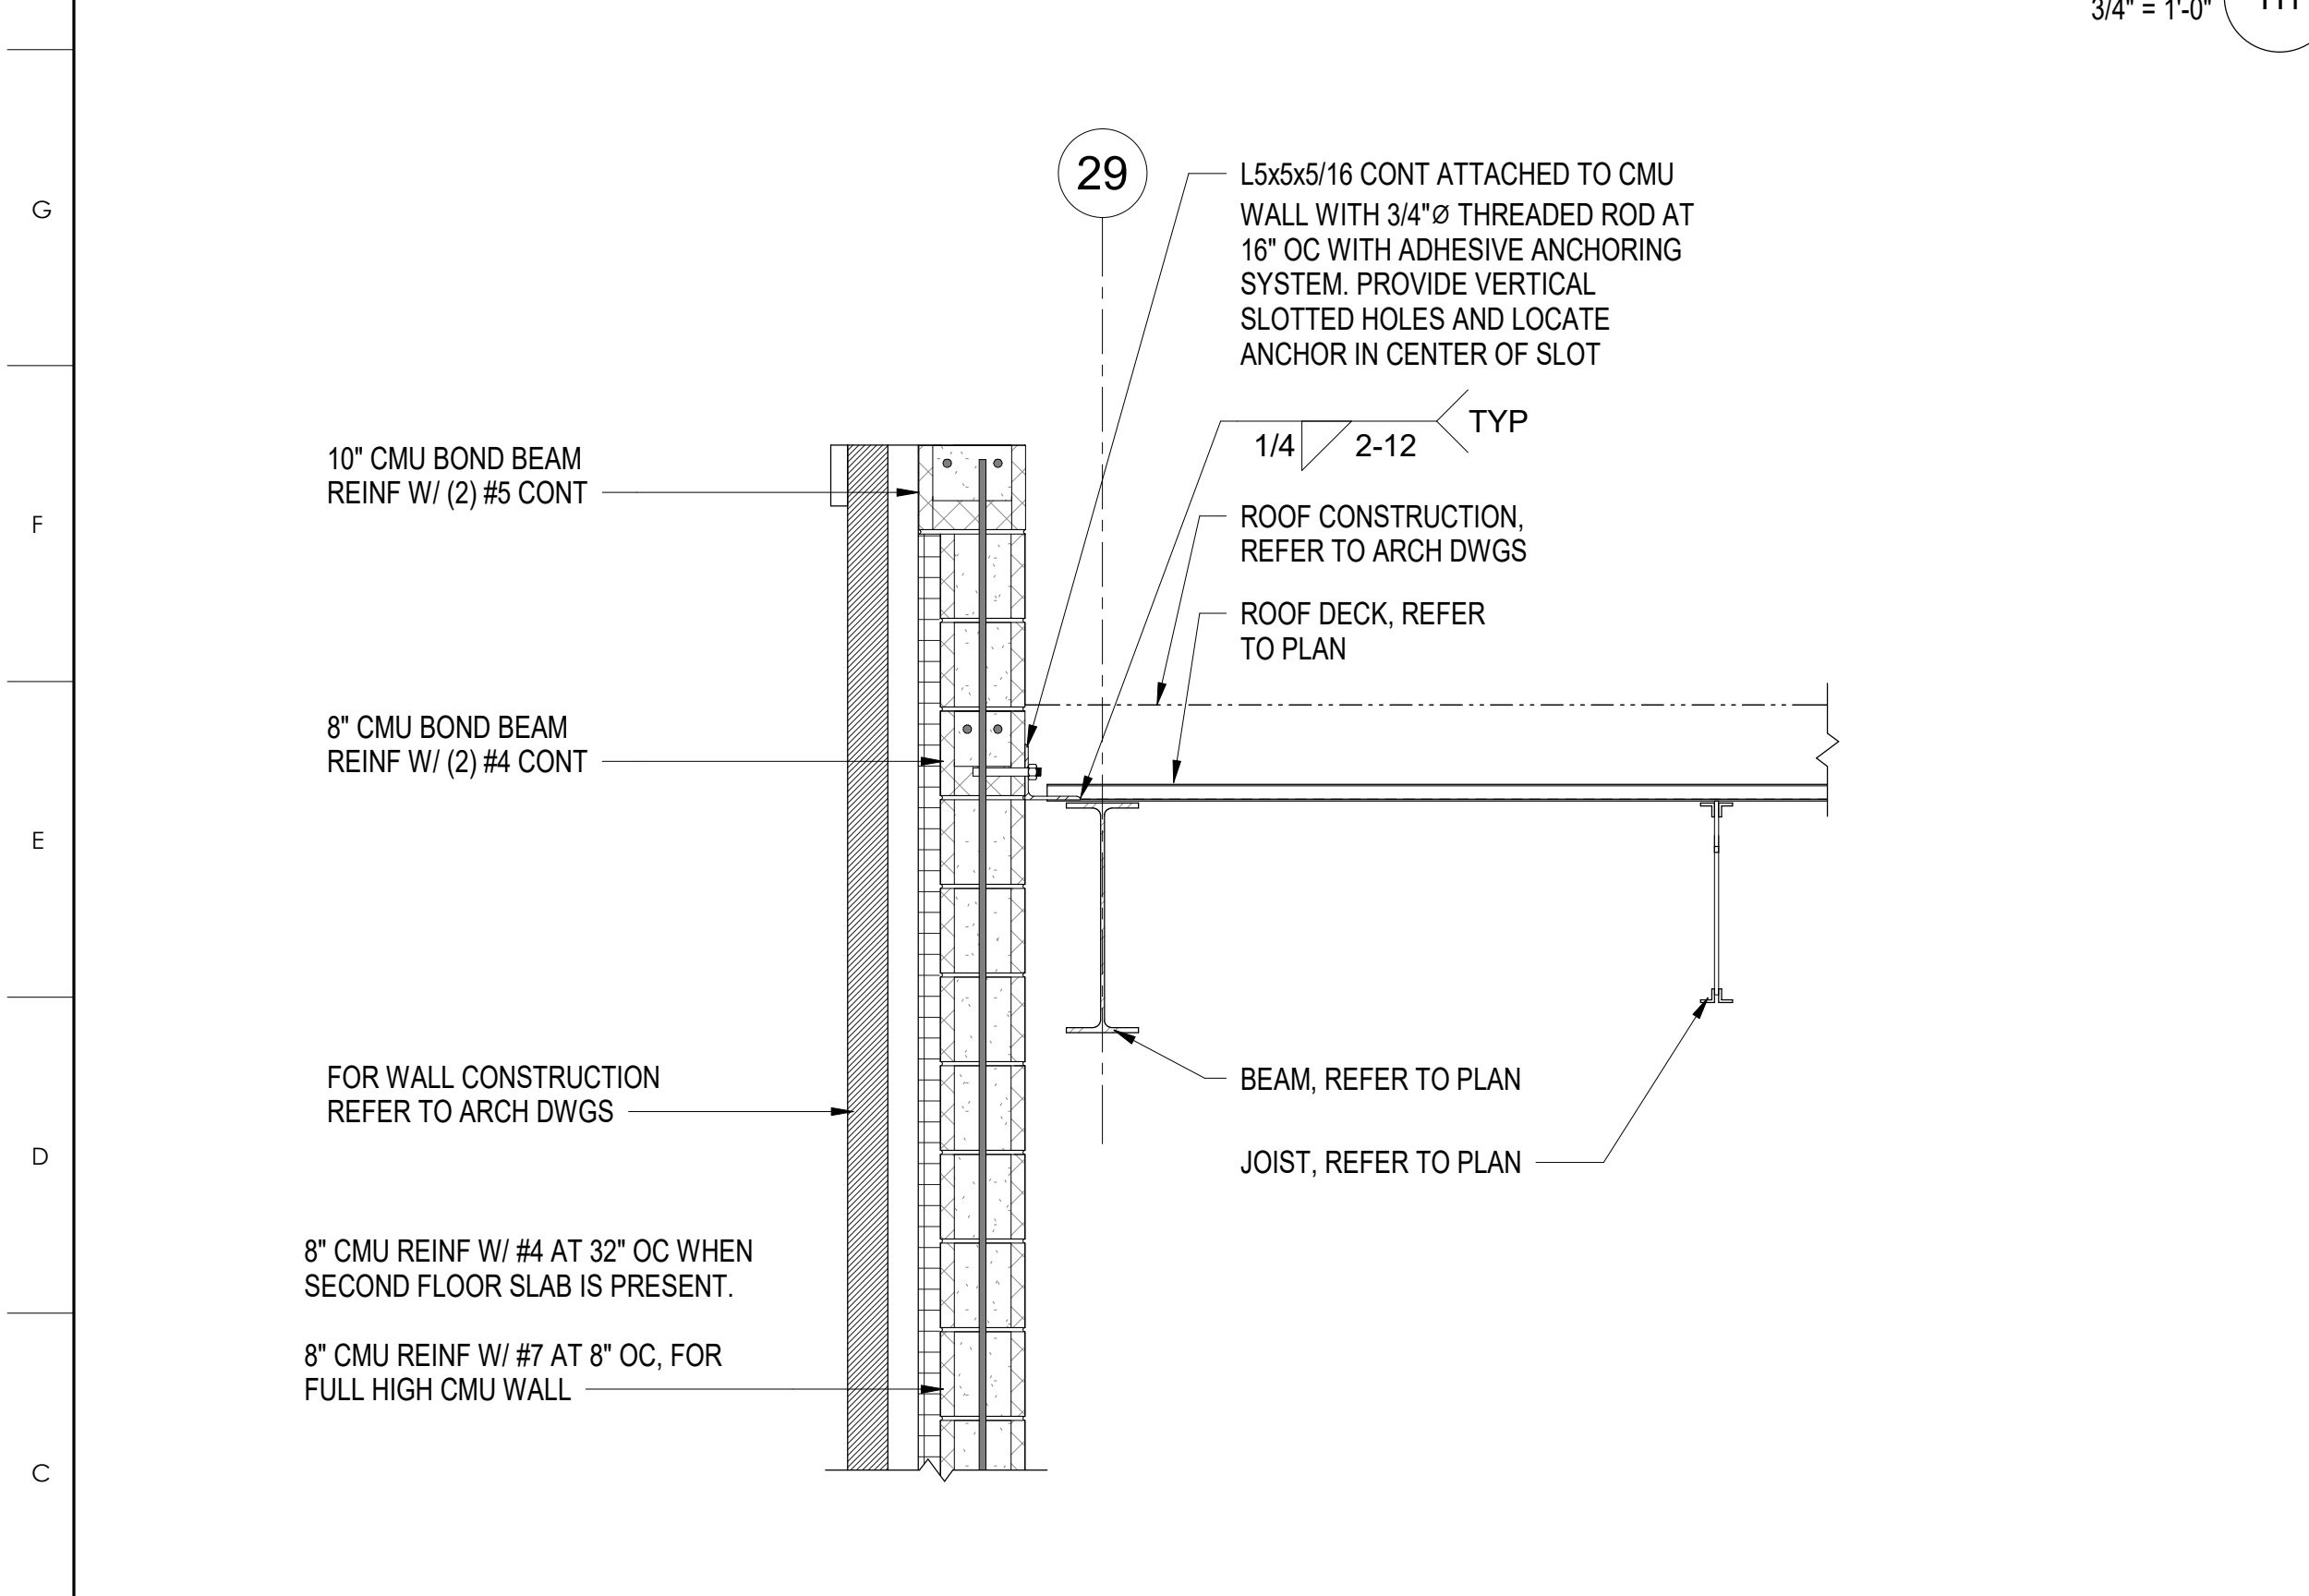 3/4" = 1'-0"
G
F
E
D
C
29
L5x5x5/16 CONT ATTACHED TO CMU
WALL WITH 3/4"Ø THREADED ROD AT
16" OC WITH ADHESIVE ANCHORING
SYSTEM. PROVIDE VERTICAL
SLOTTED HOLES AND LOCATE
ANCHOR IN CENTER OF SLOT
1/4 2-12 TYP
10" CMU BOND BEAM
REINF W/ (2) #5 CONT
ROOF CONSTRUCTION,
REFER TO ARCH DWGS
ROOF DECK, REFER
TO PLAN
8" CMU BOND BEAM
REINF W/ (2) #4 CONT
FOR WALL CONSTRUCTION
REFER TO ARCH DWGS
BEAM, REFER TO PLAN
JOIST, REFER TO PLAN
8" CMU REINF W/ #4 AT 32" OC WHEN
SECOND FLOOR SLAB IS PRESENT.
8" CMU REINF W/ #7 AT 8" OC, FOR
FULL HIGH CMU WALL